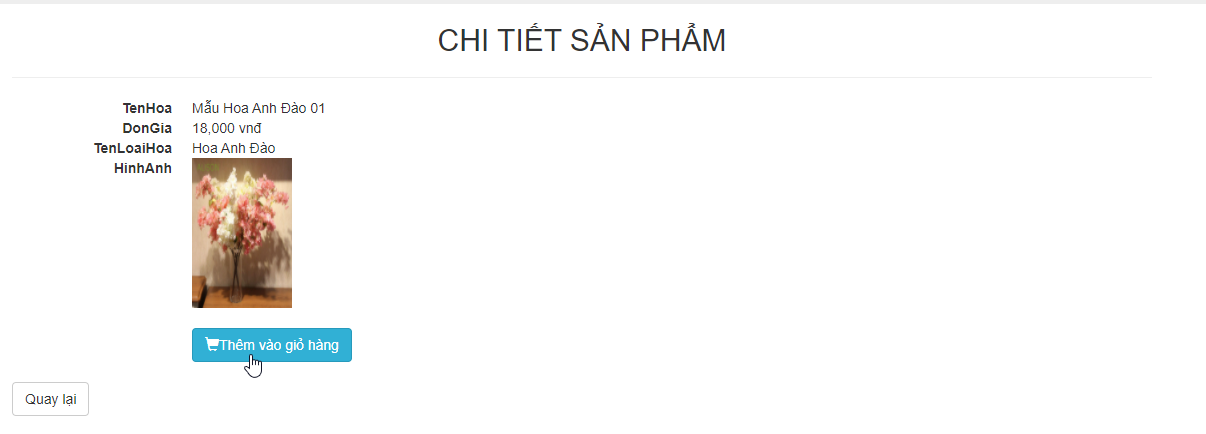 CHI TIẾT SẢN PHẨM
TenHoa Mẫu Hoa Anh Đào 01
DonGia 18,000 vnđ
TenLoaiHoa Hoa Anh Đào
HinhAnh
Thêm vào giỏ hàng
Quay lại